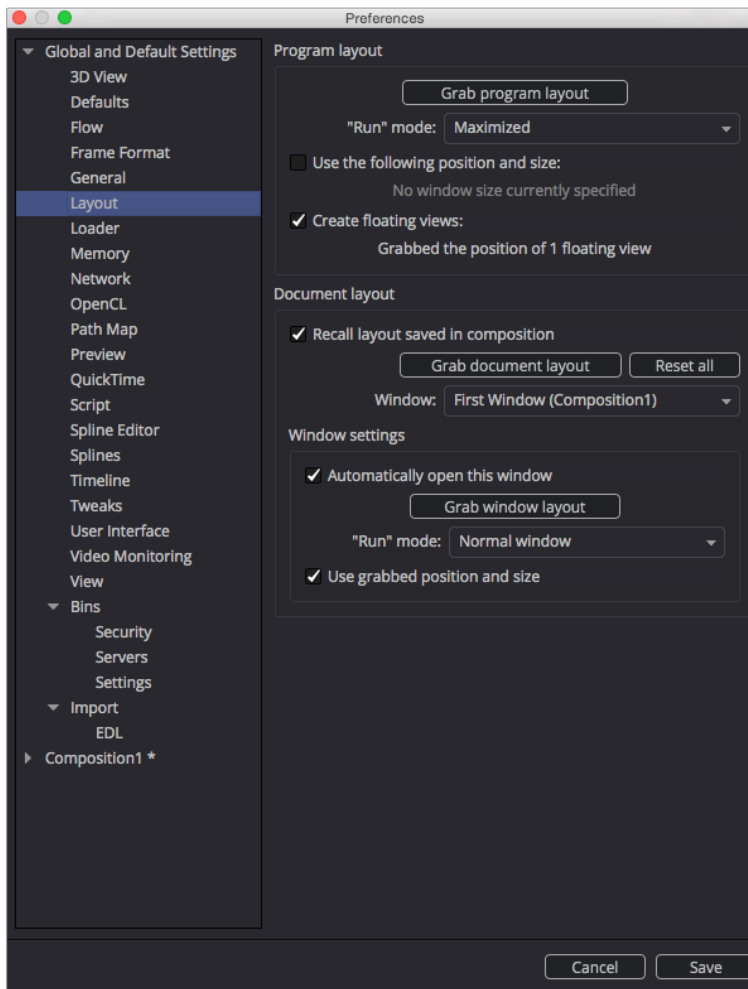 Preferences
Global and Default Settings
3D View
Defaults
Flow
Frame Format
General
Layout
Loader
Memory
Network
OpenCL
Path Map
Preview
QuickTime
Script
Spline Editor
Splines
Timeline
Tweaks
User Interface
Video Monitoring
View
Bins
Security
Servers
Settings
Import
EDL
Composition1 *
Program layout
Grab program layout
"Run" mode: Maximized
Use the following position and size:
No window size currently specified
Create floating views:
Grabbed the position of 1 floating view
Document layout
Recall layout saved in composition
Grab document layout Reset all
Window: First Window (Composition1)
Window settings
Automatically open this window
Grab window layout
"Run" mode: Normal window
Use grabbed position and size
Cancel Save